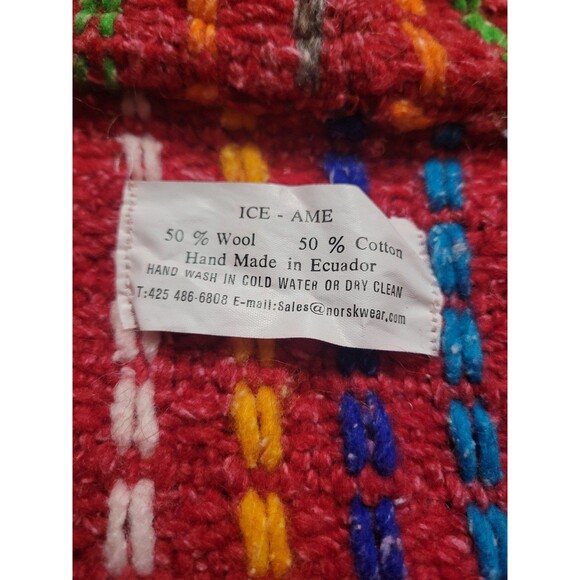 ICE - AME
50 % Wool 50 % Cotton
Hand Made in Ecuador
HAND WASH IN COLD WATER OR DRY CLEAN
T:425 486-6808 E-mail:Sales@norskwear.com